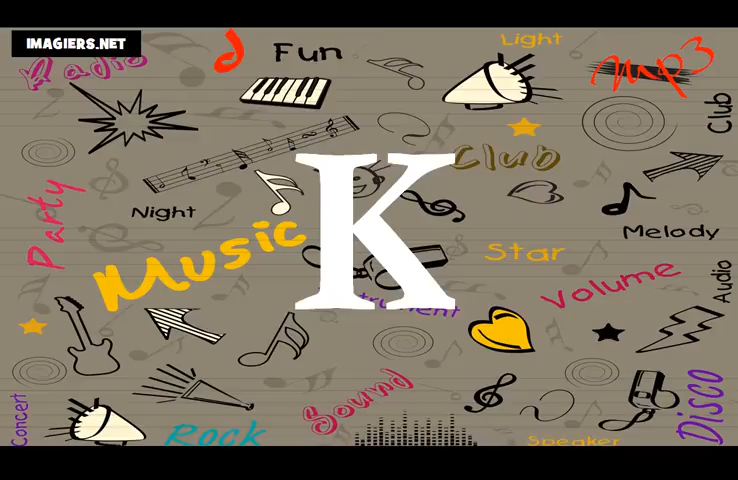 IMAGIERS.NET
Radio
Fun
Light
mp3
Club
Club
Party
Night
Melody
Music
Star
Audio
Volume
Instrument
Sound
Concert
Rock
Disco
Speaker
K